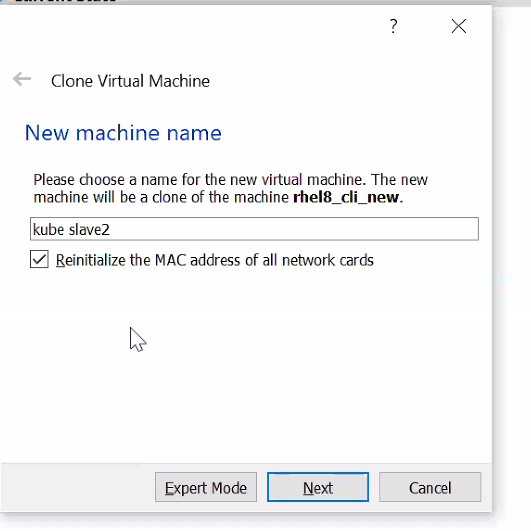 Current State
?
Clone Virtual Machine
New machine name
Please choose a name for the new virtual machine. The new
machine will be a clone of the machine rhel8_cli_new.
kube slave2
Reinitialize the MAC address of all network cards
Expert Mode
Next
Cancel